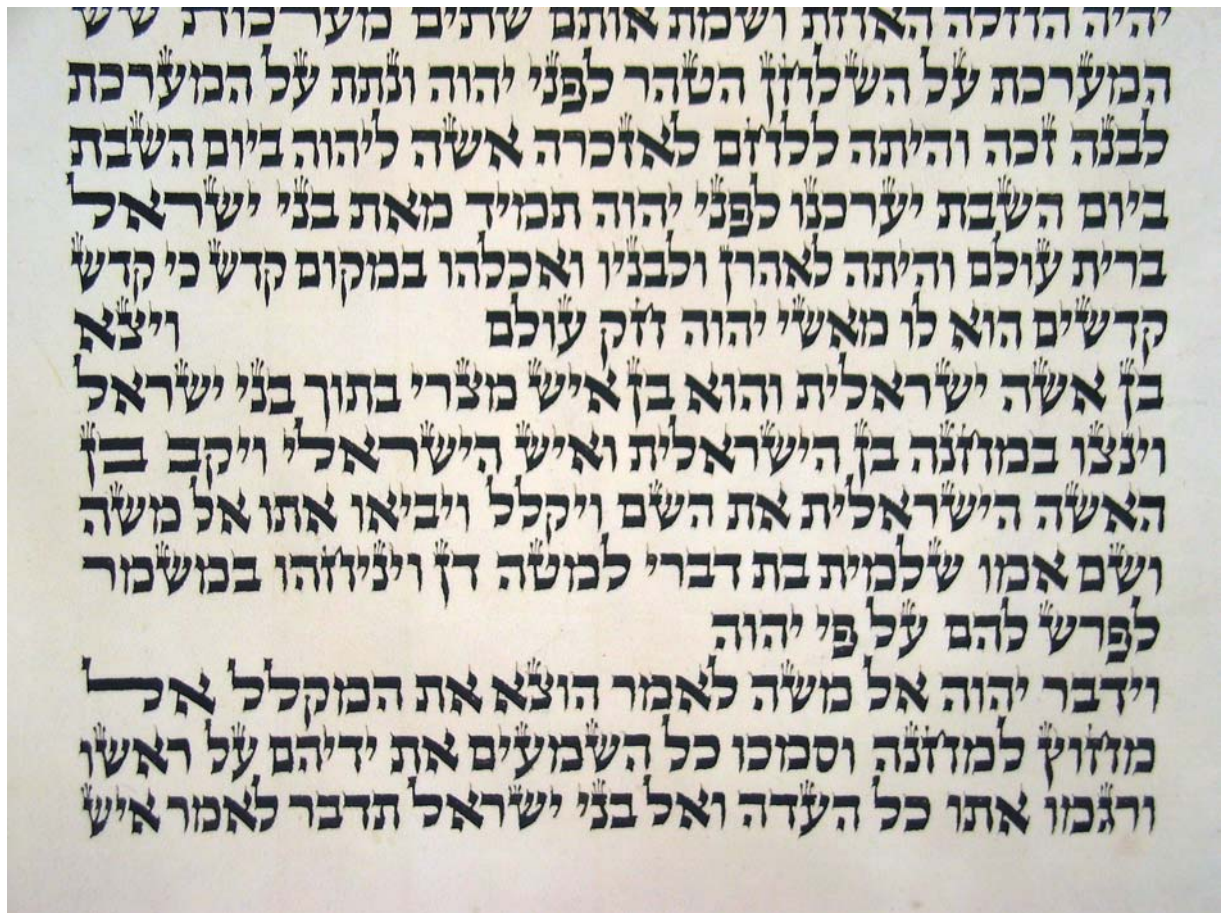 יהיה החלה האחת ושמת אותם שתים מערכות שש
המערכת על השלחן הטהר לפני יהוה ונתת על המערכת
לבנה זכה והיתה ללחם לאזכרה אשה ליהוה ביום השבת
ביום השבת יערכנו לפני יהוה תמיד מאת בני ישראל
ברית עולם והיתה לאהרן ולבניו ואכלהו במקום קדש כי קדש
קדשים הוא לו מאשי יהוה חק עולם ויצא
בן אשה ישראלית והוא בן איש מצרי בתוך בני ישראל
וינצו במחנה בן הישראלית ואיש הישראלי ויקב בן
האשה הישראלית את השם ויקלל ויביאו אתו אל משה
ושם אמו שלמית בת דברי למטה דן ויניחהו במשמר
לפרש להם על פי יהוה
וידבר יהוה אל משה לאמר הוצא את המקלל אל
מחוץ למחנה וסמכו כל השמעים את ידיהם על ראשו
ורגמו אתו כל העדה ואל בני ישראל תדבר לאמר איש